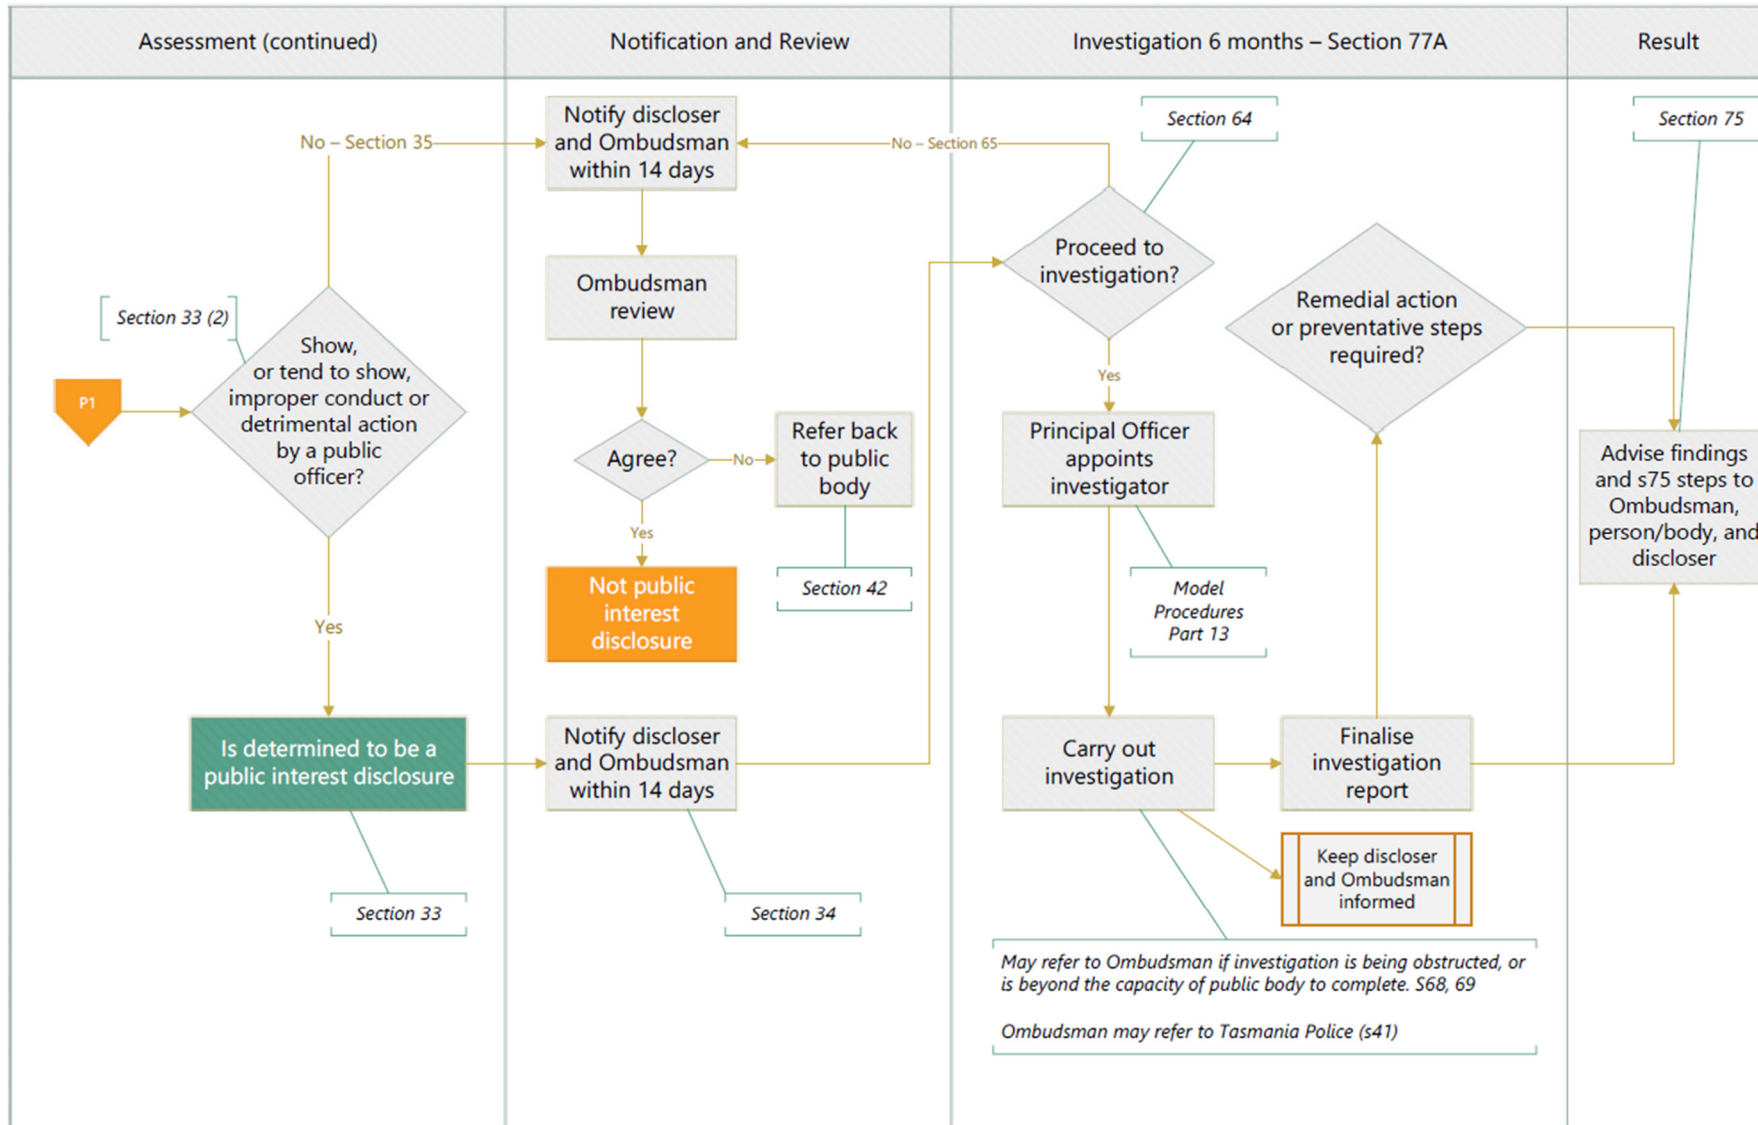 Assessment (continued)
Notification and Review
Investigation 6 months – Section 77A
Result
No – Section 35
Section 33 (2)
P1
Show,
or tend to show,
improper conduct or
detrimental action
by a public
officer?
Yes
Is determined to be a
public interest disclosure
Section 33
Notify discloser
and Ombudsman
within 14 days
Ombudsman
review
Agree?
No
Refer back
to public
body
Section 42
Yes
Not public
interest
disclosure
Notify discloser
and Ombudsman
within 14 days
Section 34
No – Section 65
Section 64
Proceed to
investigation?
Yes
Principal Officer
appoints
investigator
Model
Procedures
Part 13
Carry out
investigation
Finalise
investigation
report
Keep discloser
and Ombudsman
informed
May refer to Ombudsman if investigation is being obstructed, or
is beyond the capacity of public body to complete. S68, 69
Ombudsman may refer to Tasmania Police (s41)
Remedial action
or preventative steps
required?
Section 75
Advise findings
and s75 steps to
Ombudsman,
person/body, and
discloser